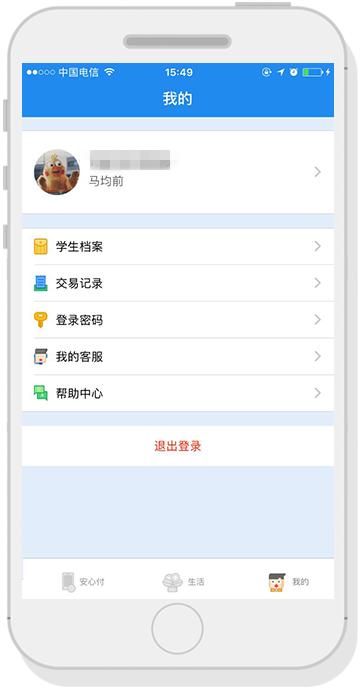 中国电信 15:49
我的
马均前
学生档案
交易记录
登录密码
我的客服
帮助中心
退出登录
安心付 生活 我的